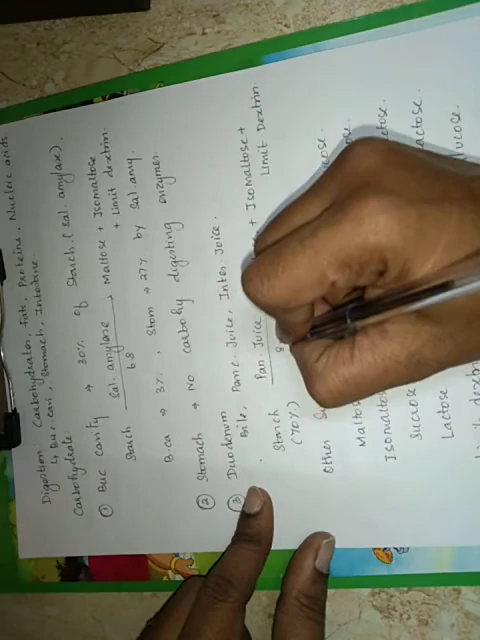 Digestion Carbohydrates, Fats, Proteins, Nucleic acids
↳ Buc. cavi, Stomach, Intestine
Carbohydrate
① Buc cavity → 30% of Starch. (Sal. amylase).
Starch Sal. amylase → Maltose + Isomaltose
6.8 + Limit dextrin.
B.ca → 3%, Stom → 27% by Sal. amy.
② Stomach → NO carbohy digesting enzymes.
③ Duodenum
Bile, Panc. Juice, Intes. Juice.
Starch Pan. Juice + Isomaltose +
(70%) Limit Dextrin.
Other
Maltos
Isomaltos
Sucrose
Lactose